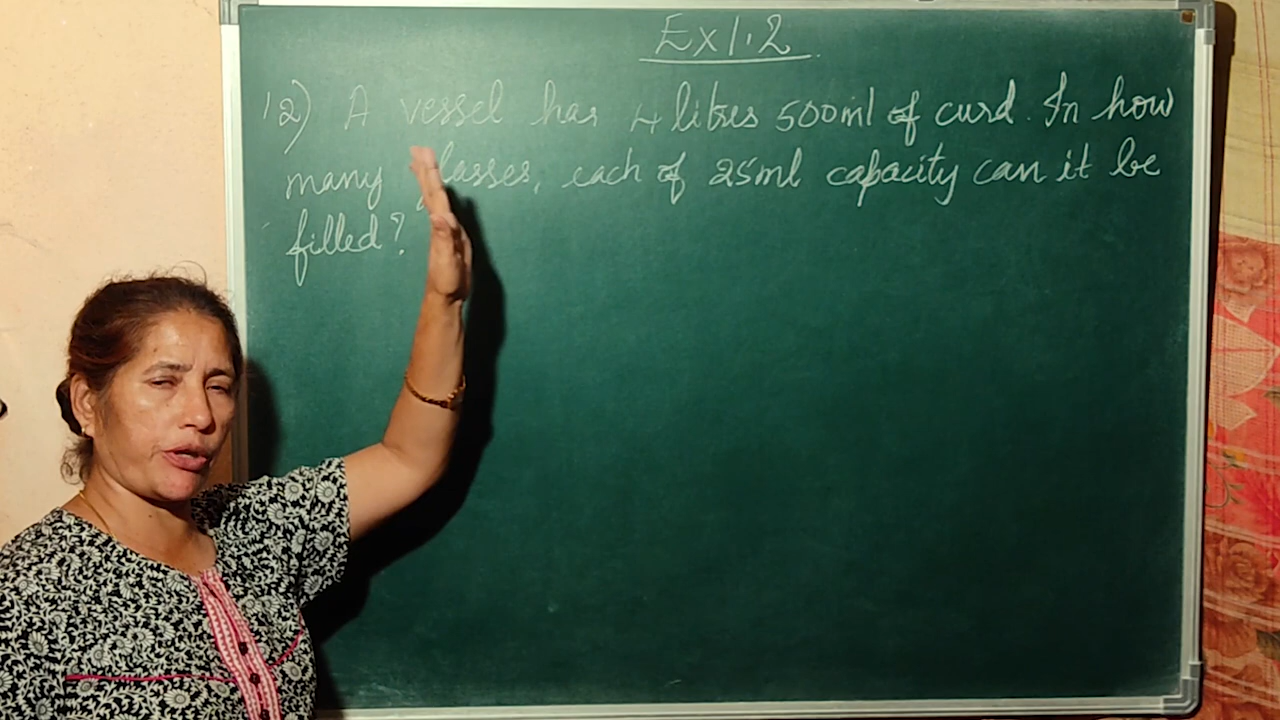 Ex 1.2
12) A vessel has 4 litres 500ml of curd. In how
many glasses, each of 25ml capacity can it be
filled?